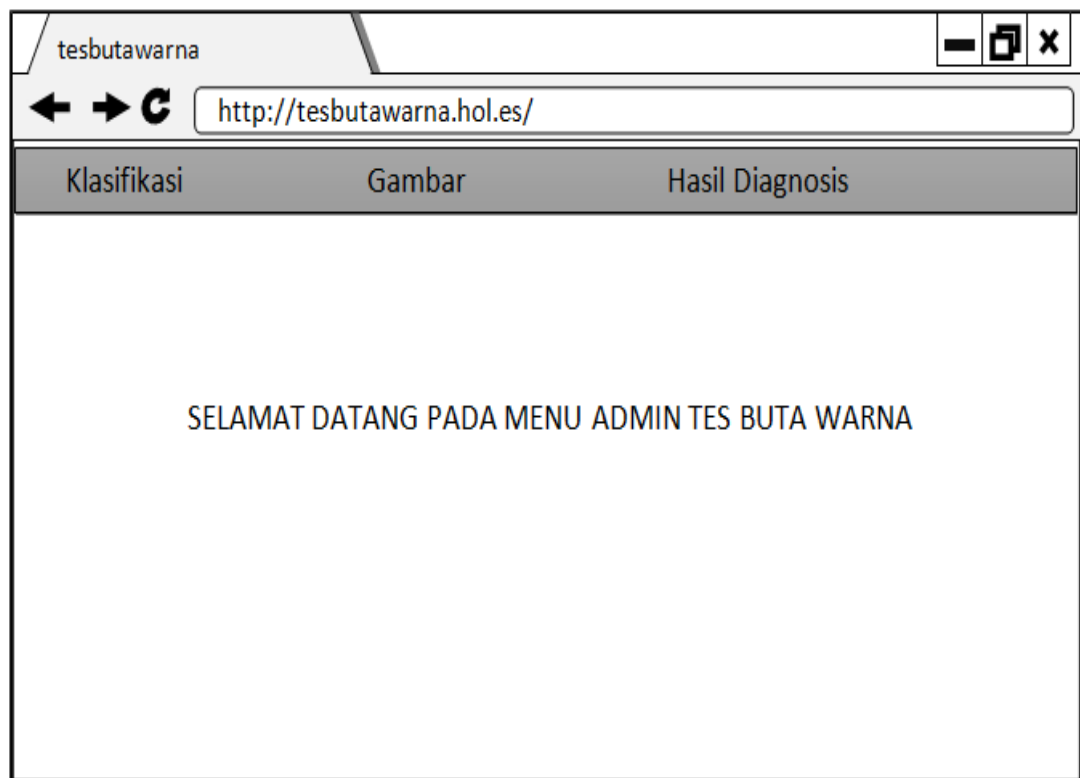 tesbutawarna
http://tesbutawarna.hol.es/
Klasifikasi Gambar Hasil Diagnosis
SELAMAT DATANG PADA MENU ADMIN TES BUTA WARNA